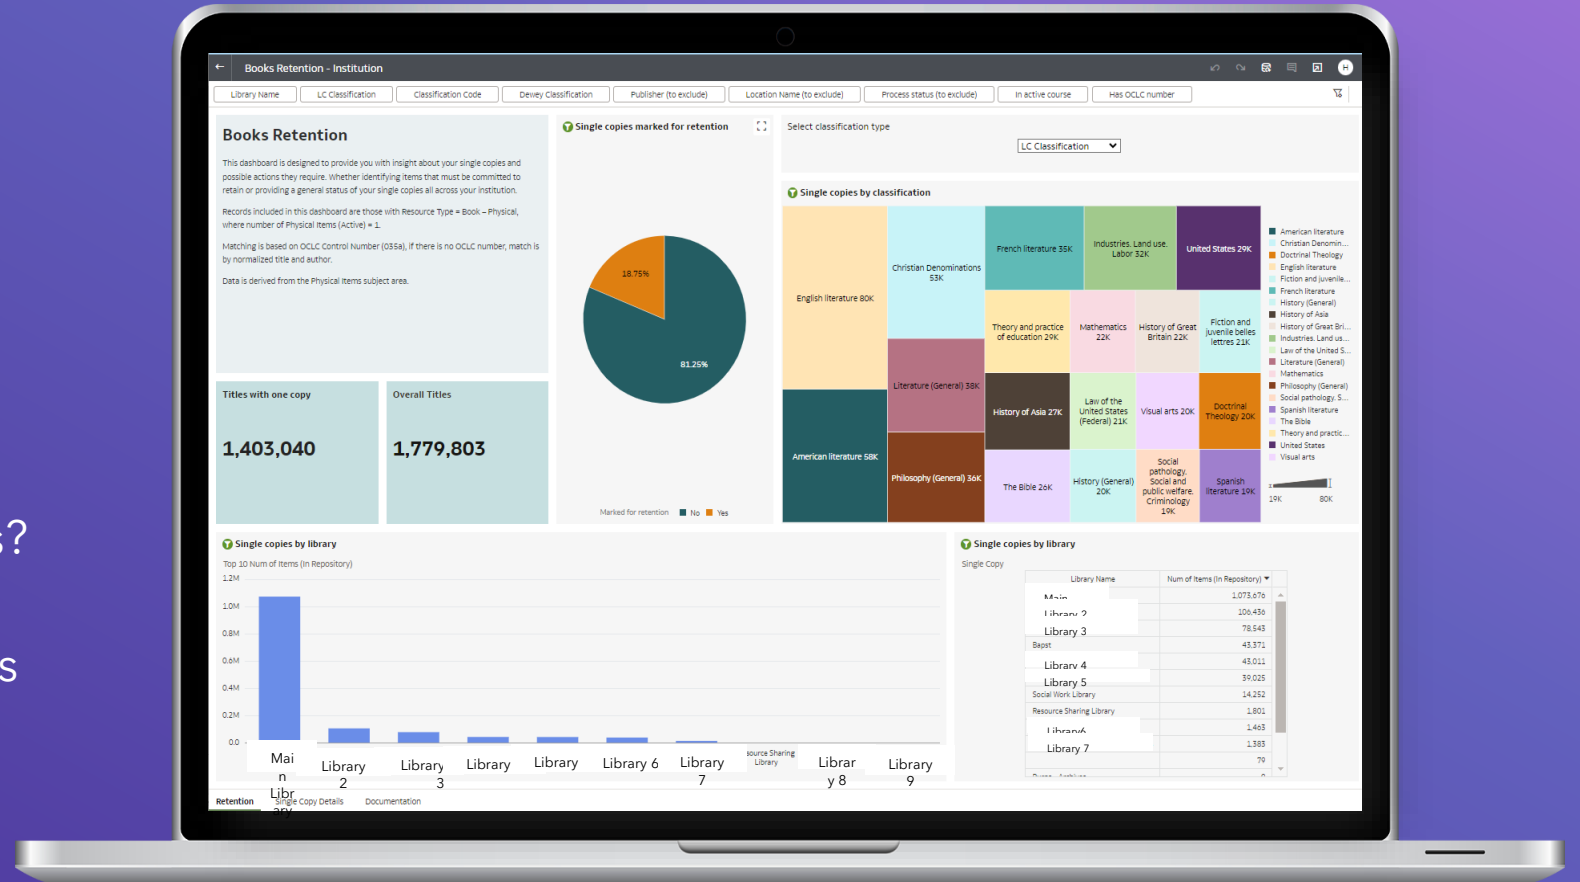 s?
s
Books Retention - Institution
H
Library Name
LC Classification
Classification Code
Dewey Classification
Publisher (to exclude)
Location Name (to exclude)
Process status (to exclude)
In active course
Has OCLC number
Books Retention
This dashboard is designed to provide you with insight about your single copies and
possible actions they require. Whether identifying items that must be committed to
retain or providing a general status of your single copies all across your institution.
Records included in this dashboard are those with Resource Type = Book – Physical,
where number of Physical Items (Active) = 1.
Matching is based on OCLC Control Number (035a), if there is no OCLC number, match is
by normalized title and author.
Data is derived from the Physical Items subject area.
Titles with one copy
1,403,040
Overall Titles
1,779,803
Single copies marked for retention
18.75%
81.25%
Marked for retention No Yes
Select classification type
LC Classification
Single copies by classification
English literature 80K
American literature 58K
Christian Denominations
53K
Literature (General) 38K
Philosophy (General) 36K
French literature 35K
Industries. Land use.
Labor 32K
United States 29K
Theory and practice
of education 29K
Mathematics
22K
History of Great
Britain 22K
Fiction and
juvenile belles
lettres 21K
History of Asia 27K
Law of the
United States
(Federal) 21K
Visual arts 20K
Doctrinal
Theology 20K
The Bible 26K
History (General)
20K
Social
pathology.
Social and
public welfare.
Criminology
19K
Spanish
literature 19K
American literature
Christian Denomin...
Doctrinal Theology
English literature
Fiction and juvenile...
French literature
History (General)
History of Asia
History of Great Bri...
Industries. Land us...
Law of the United S...
Literature (General)
Mathematics
Philosophy (General)
Social pathology. S...
Spanish literature
The Bible
Theory and practic...
United States
Visual arts
19K 80K
Single copies by library
Top 10 Num of Items (In Repository)
1.2M
1.0M
0.8M
0.6M
0.4M
0.2M
0.0
Mai
n
Libr
ary
Library
2
Library
3
Library
Library
Library 6
Library
7
source Sharing
Library
Librar
y 8
Library
9
Single copies by library
Single Copy
Library Name Num of Items (In Repository)
Main 1,073,676
Library 2 106,436
Library 3 78,543
Bapst 43,371
Library 4 43,011
Library 5 39,025
Social Work Library 14,252
Resource Sharing Library 1,801
Library6 1,463
Library 7 1,383
79
Retention
Single Copy Details
Documentation